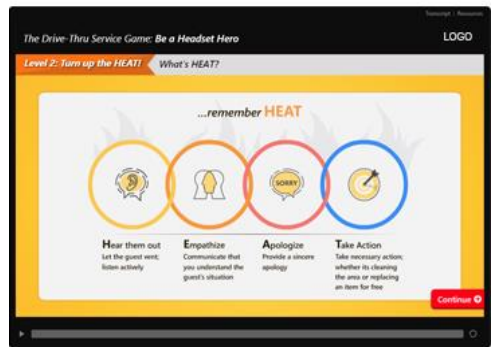 Transcript | Resources
The Drive-Thru Service Game: Be a Headset Hero
LOGO
Level 2: Turn up the HEAT!
What's HEAT?
...remember HEAT
SORRY
Hear them out
Let the guest vent;
listen actively
Empathize
Communicate that
you understand the
guest's situation
Apologize
Provide a sincere
apology
Take Action
Take necessary action;
whether its cleaning
the area or replacing
an item for free
Continue